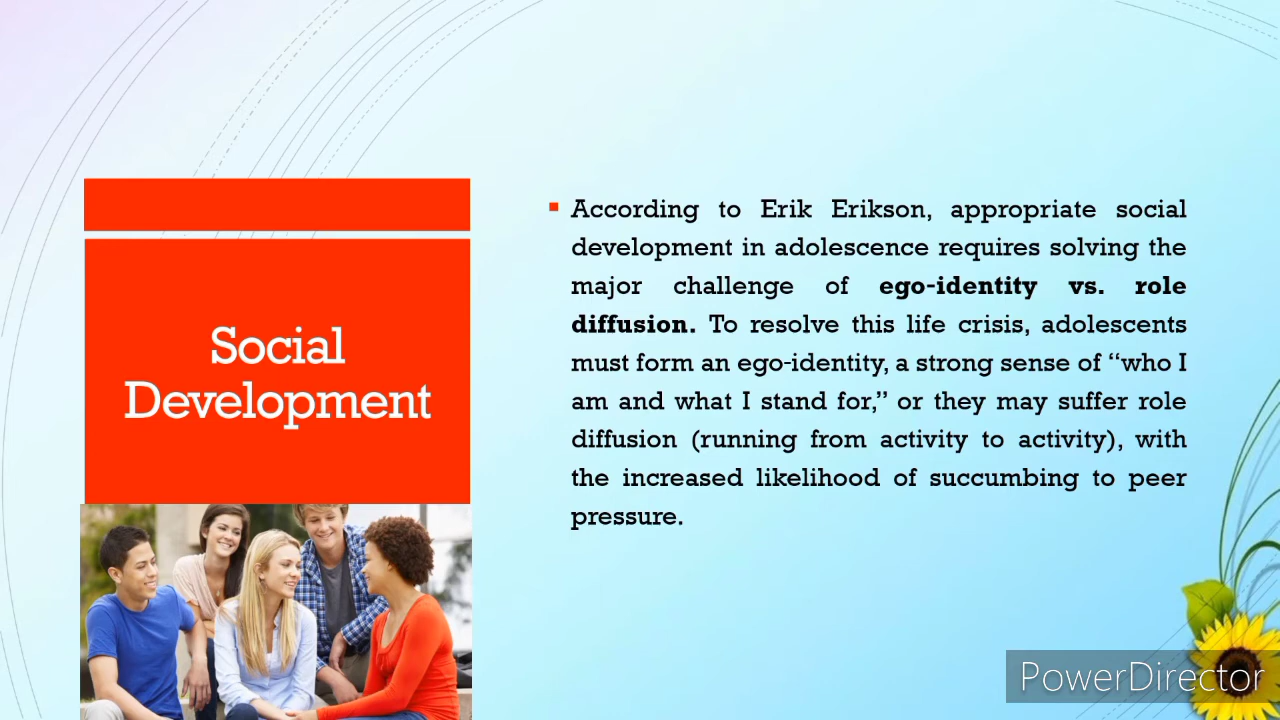 Social
Development
According to Erik Erikson, appropriate social
development in adolescence requires solving the
major challenge of ego-identity vs. role
diffusion. To resolve this life crisis, adolescents
must form an ego-identity, a strong sense of “who I
am and what I stand for,” or they may suffer role
diffusion (running from activity to activity), with
the increased likelihood of succumbing to peer
pressure.
PowerDirector